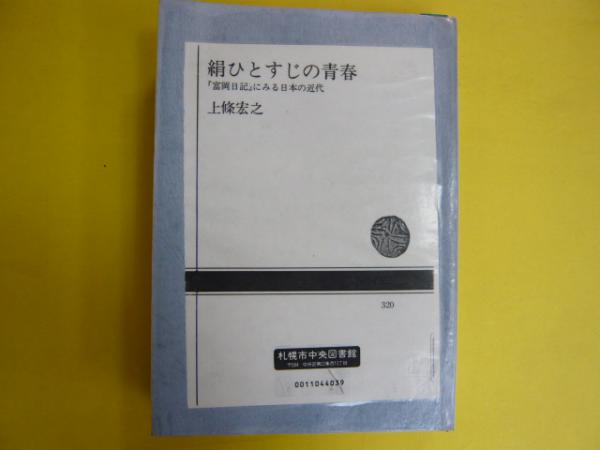 絹ひとすじの青春
『富岡日記』にみる日本の近代
上條宏之
320
札幌市中央図書館
0011044039